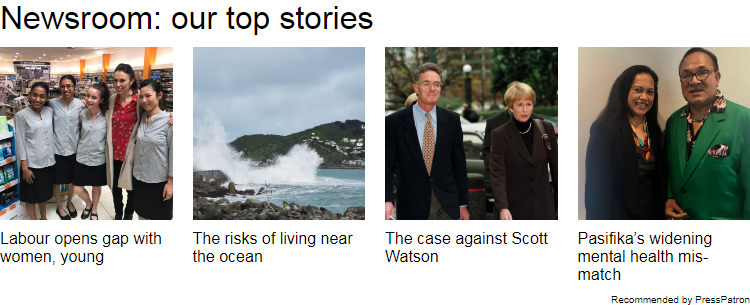 Newsroom: our top stories
Labour opens gap with
women, young
The risks of living near
the ocean
The case against Scott
Watson
Pasifika’s widening
mental health mis-
match
Recommended by PressPatron